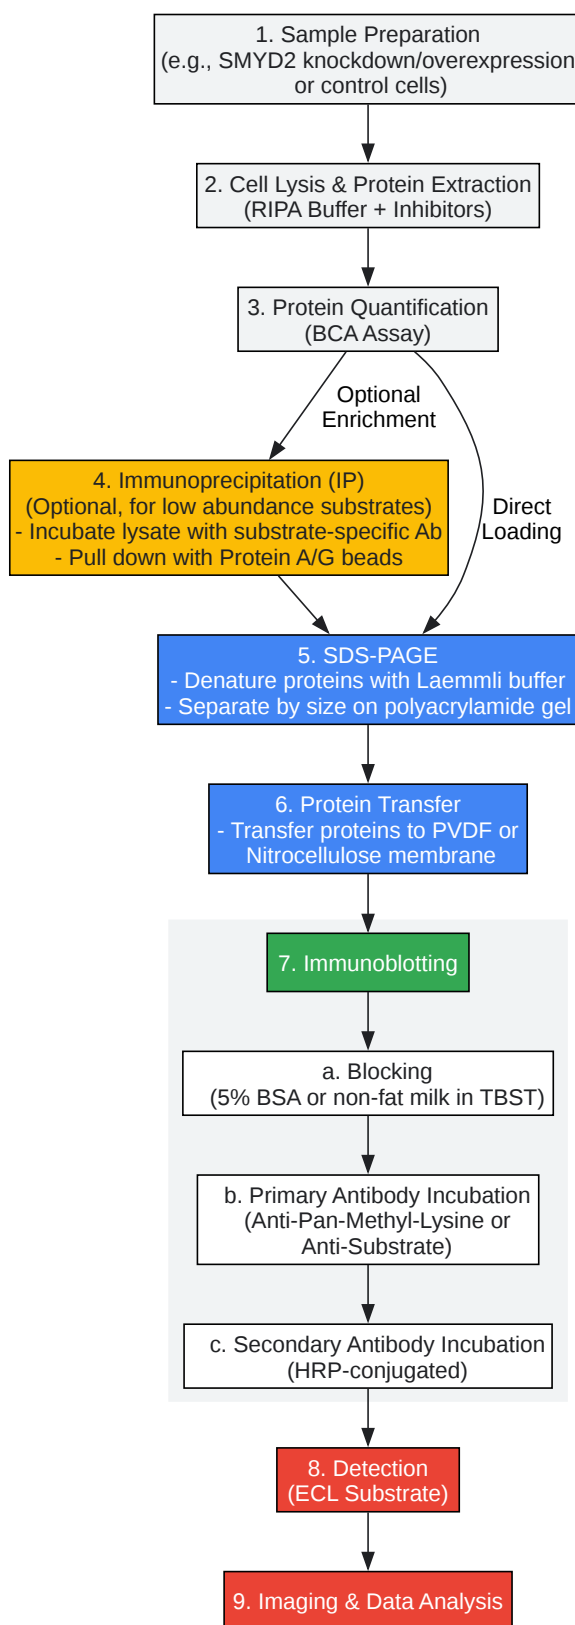 1. Sample Preparation
(e.g., SMYD2 knockdown/overexpression
or control cells)
2. Cell Lysis & Protein Extraction
(RIPA Buffer + Inhibitors)
3. Protein Quantification
(BCA Assay)
Optional
Enrichment
4. Immunoprecipitation (IP)
(Optional, for low abundance substrates)
- Incubate lysate with substrate-specific Ab
- Pull down with Protein A/G beads
Direct
Loading
5. SDS-PAGE
- Denature proteins with Laemmli buffer
- Separate by size on polyacrylamide gel
6. Protein Transfer
- Transfer proteins to PVDF or
Nitrocellulose membrane
7. Immunoblotting
a. Blocking
(5% BSA or non-fat milk in TBST)
b. Primary Antibody Incubation
(Anti-Pan-Methyl-Lysine or
Anti-Substrate)
c. Secondary Antibody Incubation
(HRP-conjugated)
8. Detection
(ECL Substrate)
9. Imaging & Data Analysis